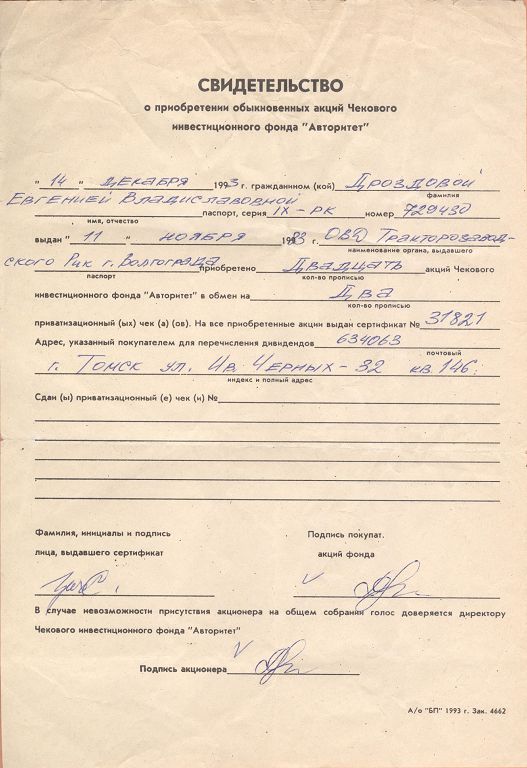 СВИДЕТЕЛЬСТВО
о приобретении обыкновенных акций Чекового
инвестиционного фонда "Авторитет"
" 14 " ДЕКАБРЯ 1993 г. гражданином (кой) ДРОЗДОВОЙ
фамилия
ЕВГЕНИЕЙ ВЛАДИСЛАВОВНОЙ паспорт, серия IX-РК номер 729430
имя, отчество
выдан " 11 " НОЯБРЯ 1983 г. ОВД ТРАКТОРОЗАВОД-
наименование органа, выдавшего
СКОГО РИК Г. ВОЛГОГРАДА приобретено ДВАДЦАТЬ акций Чекового
паспорт кол-во прописью
инвестиционного фонда "Авторитет" в обмен на ДВА
кол-во прописью
приватизационный (ых) чек (а) (ов). На все приобретенные акции выдан сертификат № 31821
Адрес, указанный покупателем для перечисления дивидендов 634063
почтовый
г. ТОМСК УЛ. ИВ. ЧЕРНЫХ - 32 КВ. 146.
индекс и полный адрес
Сдан (ы) приватизационный (е) чек (и) №
Фамилия, инициалы и подпись Подпись покупат.
лица, выдавшего сертификат акций фонда
В случае невозможности присутствия акционера на общем собрании голос доверяется директору
Чекового инвестиционного фонда "Авторитет"
Подпись акционера
А/о "БП" 1993 г. Зак. 4662